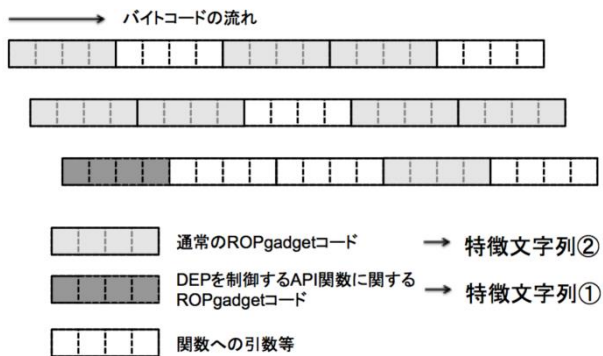 バイトコードの流れ
通常のROPgadgetコード
特徴文字列②
DEPを制御するAPI関数に関する
ROPgadgetコード
特徴文字列①
関数への引数等